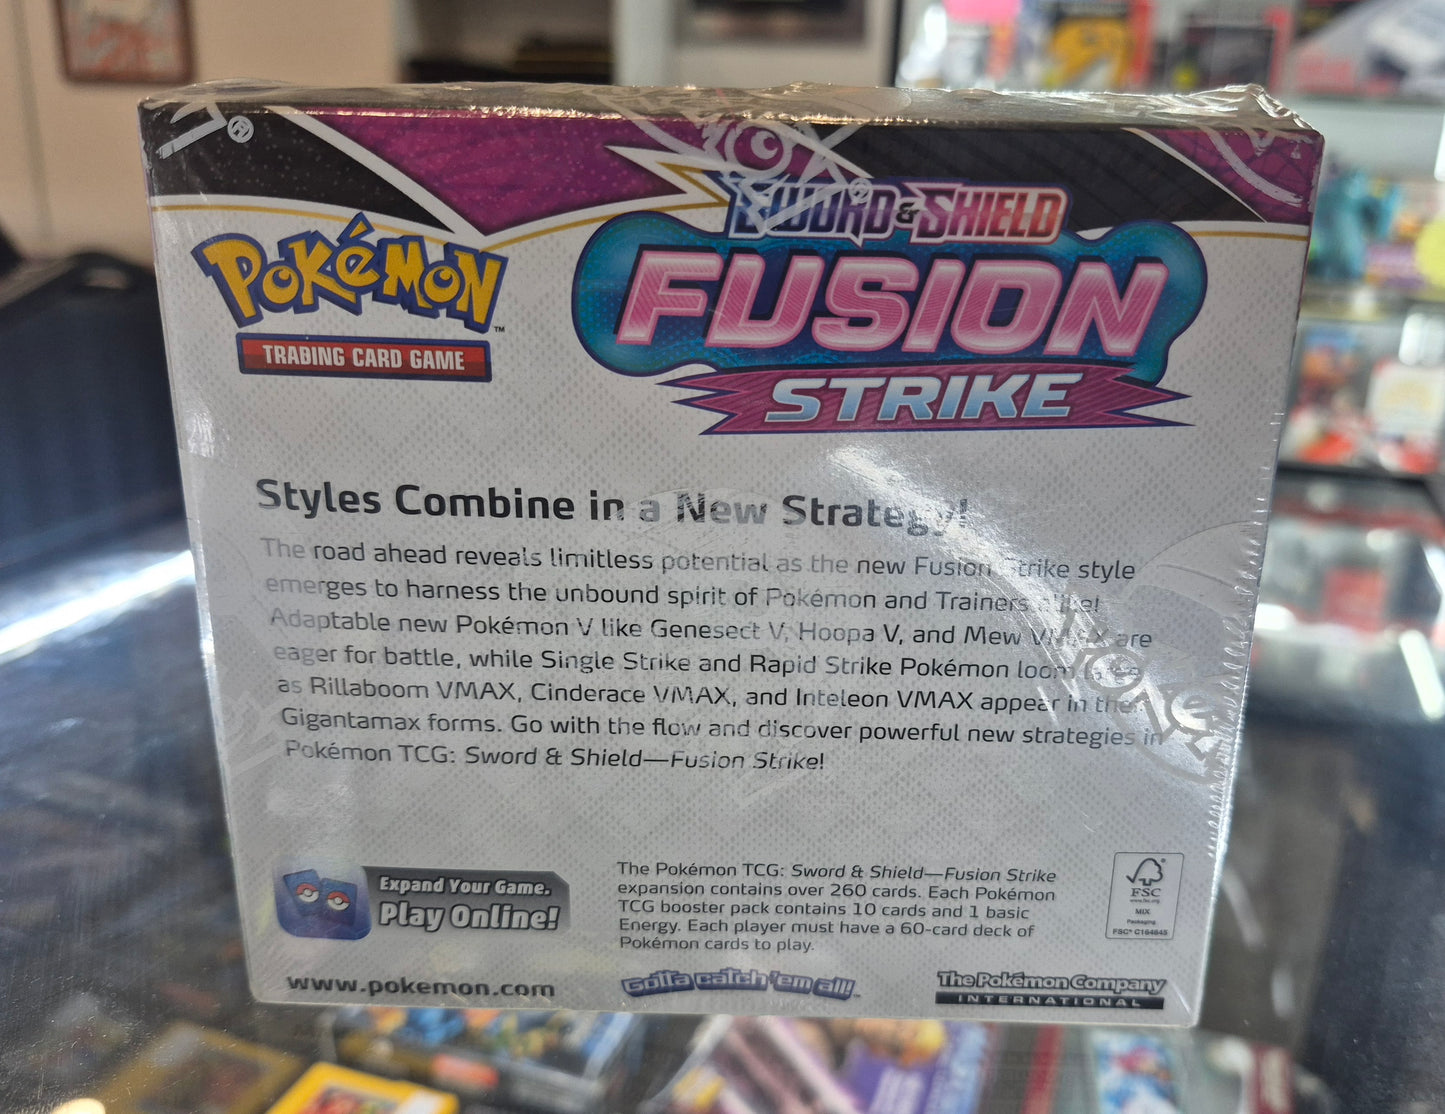 Pokémon
TRADING CARD GAME
SWORD & SHIELD
FUSION
STRIKE
Styles Combine in a New Strategy!
The road ahead reveals limitless potential as the new Fusion Strike style
emerges to harness the unbound spirit of Pokémon and Trainers alike!
Adaptable new Pokémon V like Genesect V, Hoopa V, and Mew VMAX are
eager for battle, while Single Strike and Rapid Strike Pokémon loom
as Rillaboom VMAX, Cinderace VMAX, and Inteleon VMAX appear in their
Gigantamax forms. Go with the flow and discover powerful new strategies in
Pokémon TCG: Sword & Shield—Fusion Strike!
Expand Your Game.
Play Online!
The Pokémon TCG: Sword & Shield—Fusion Strike
expansion contains over 260 cards. Each Pokémon
TCG booster pack contains 10 cards and 1 basic
Energy. Each player must have a 60-card deck of
Pokémon cards to play.
FSC
www.fsc.org
MIX
Packaging
FSC® C164645
www.pokemon.com
Gotta catch 'em all!™
The Pokémon Company
INTERNATIONAL